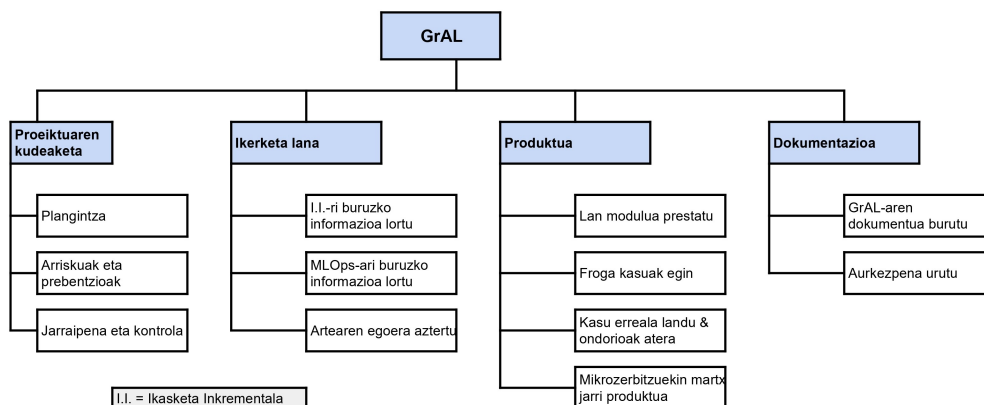 GrAL
Proeiktuaren
kudeaketa
Plangintza
Arriskuak eta
prebentzioak
Jarraipena eta kontrola
Ikerketa lana
I.I.-ri buruzko
informazioa lortu
MLOps-ari buruzko
informazioa lortu
Artearen egoera aztertu
Produktua
Lan modulua prestatu
Froga kasuak egin
Kasu erreala landu &
ondorioak atera
Mikrozerbitzuekin martx
jarri produktua
Dokumentazioa
GrAL-aren
dokumentua burutu
Aurkezpena urutu
I.I. = Ikasketa Inkrementala